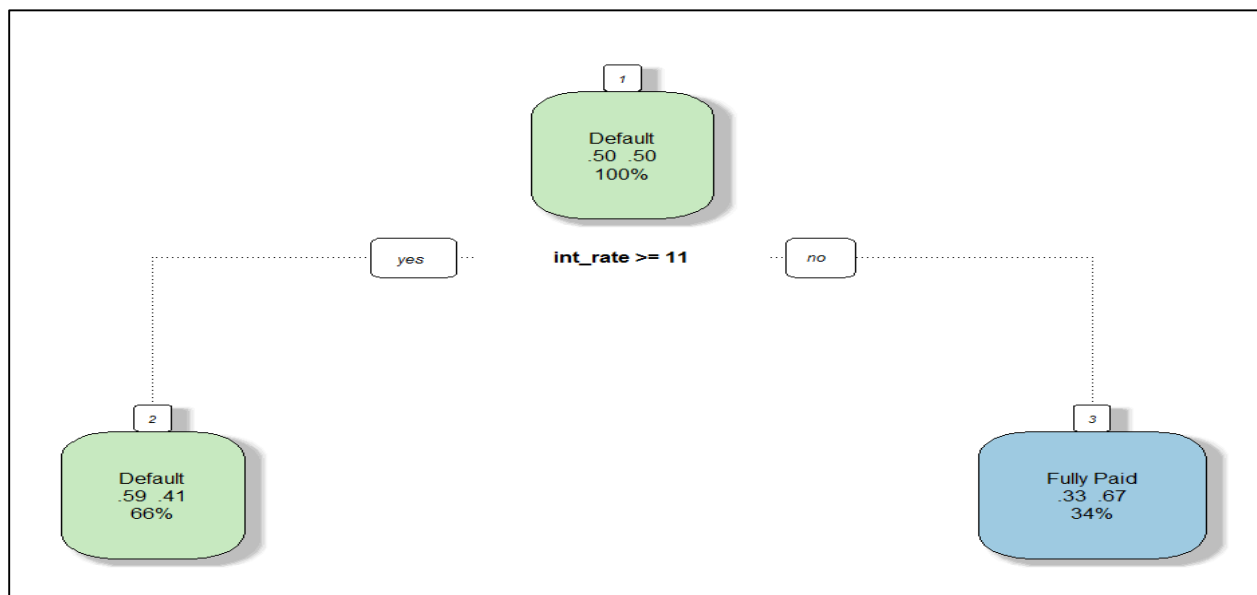 1
Default
.50 .50
100%
yes
int_rate >= 11
no
2
Default
.59 .41
66%
3
Fully Paid
.33 .67
34%